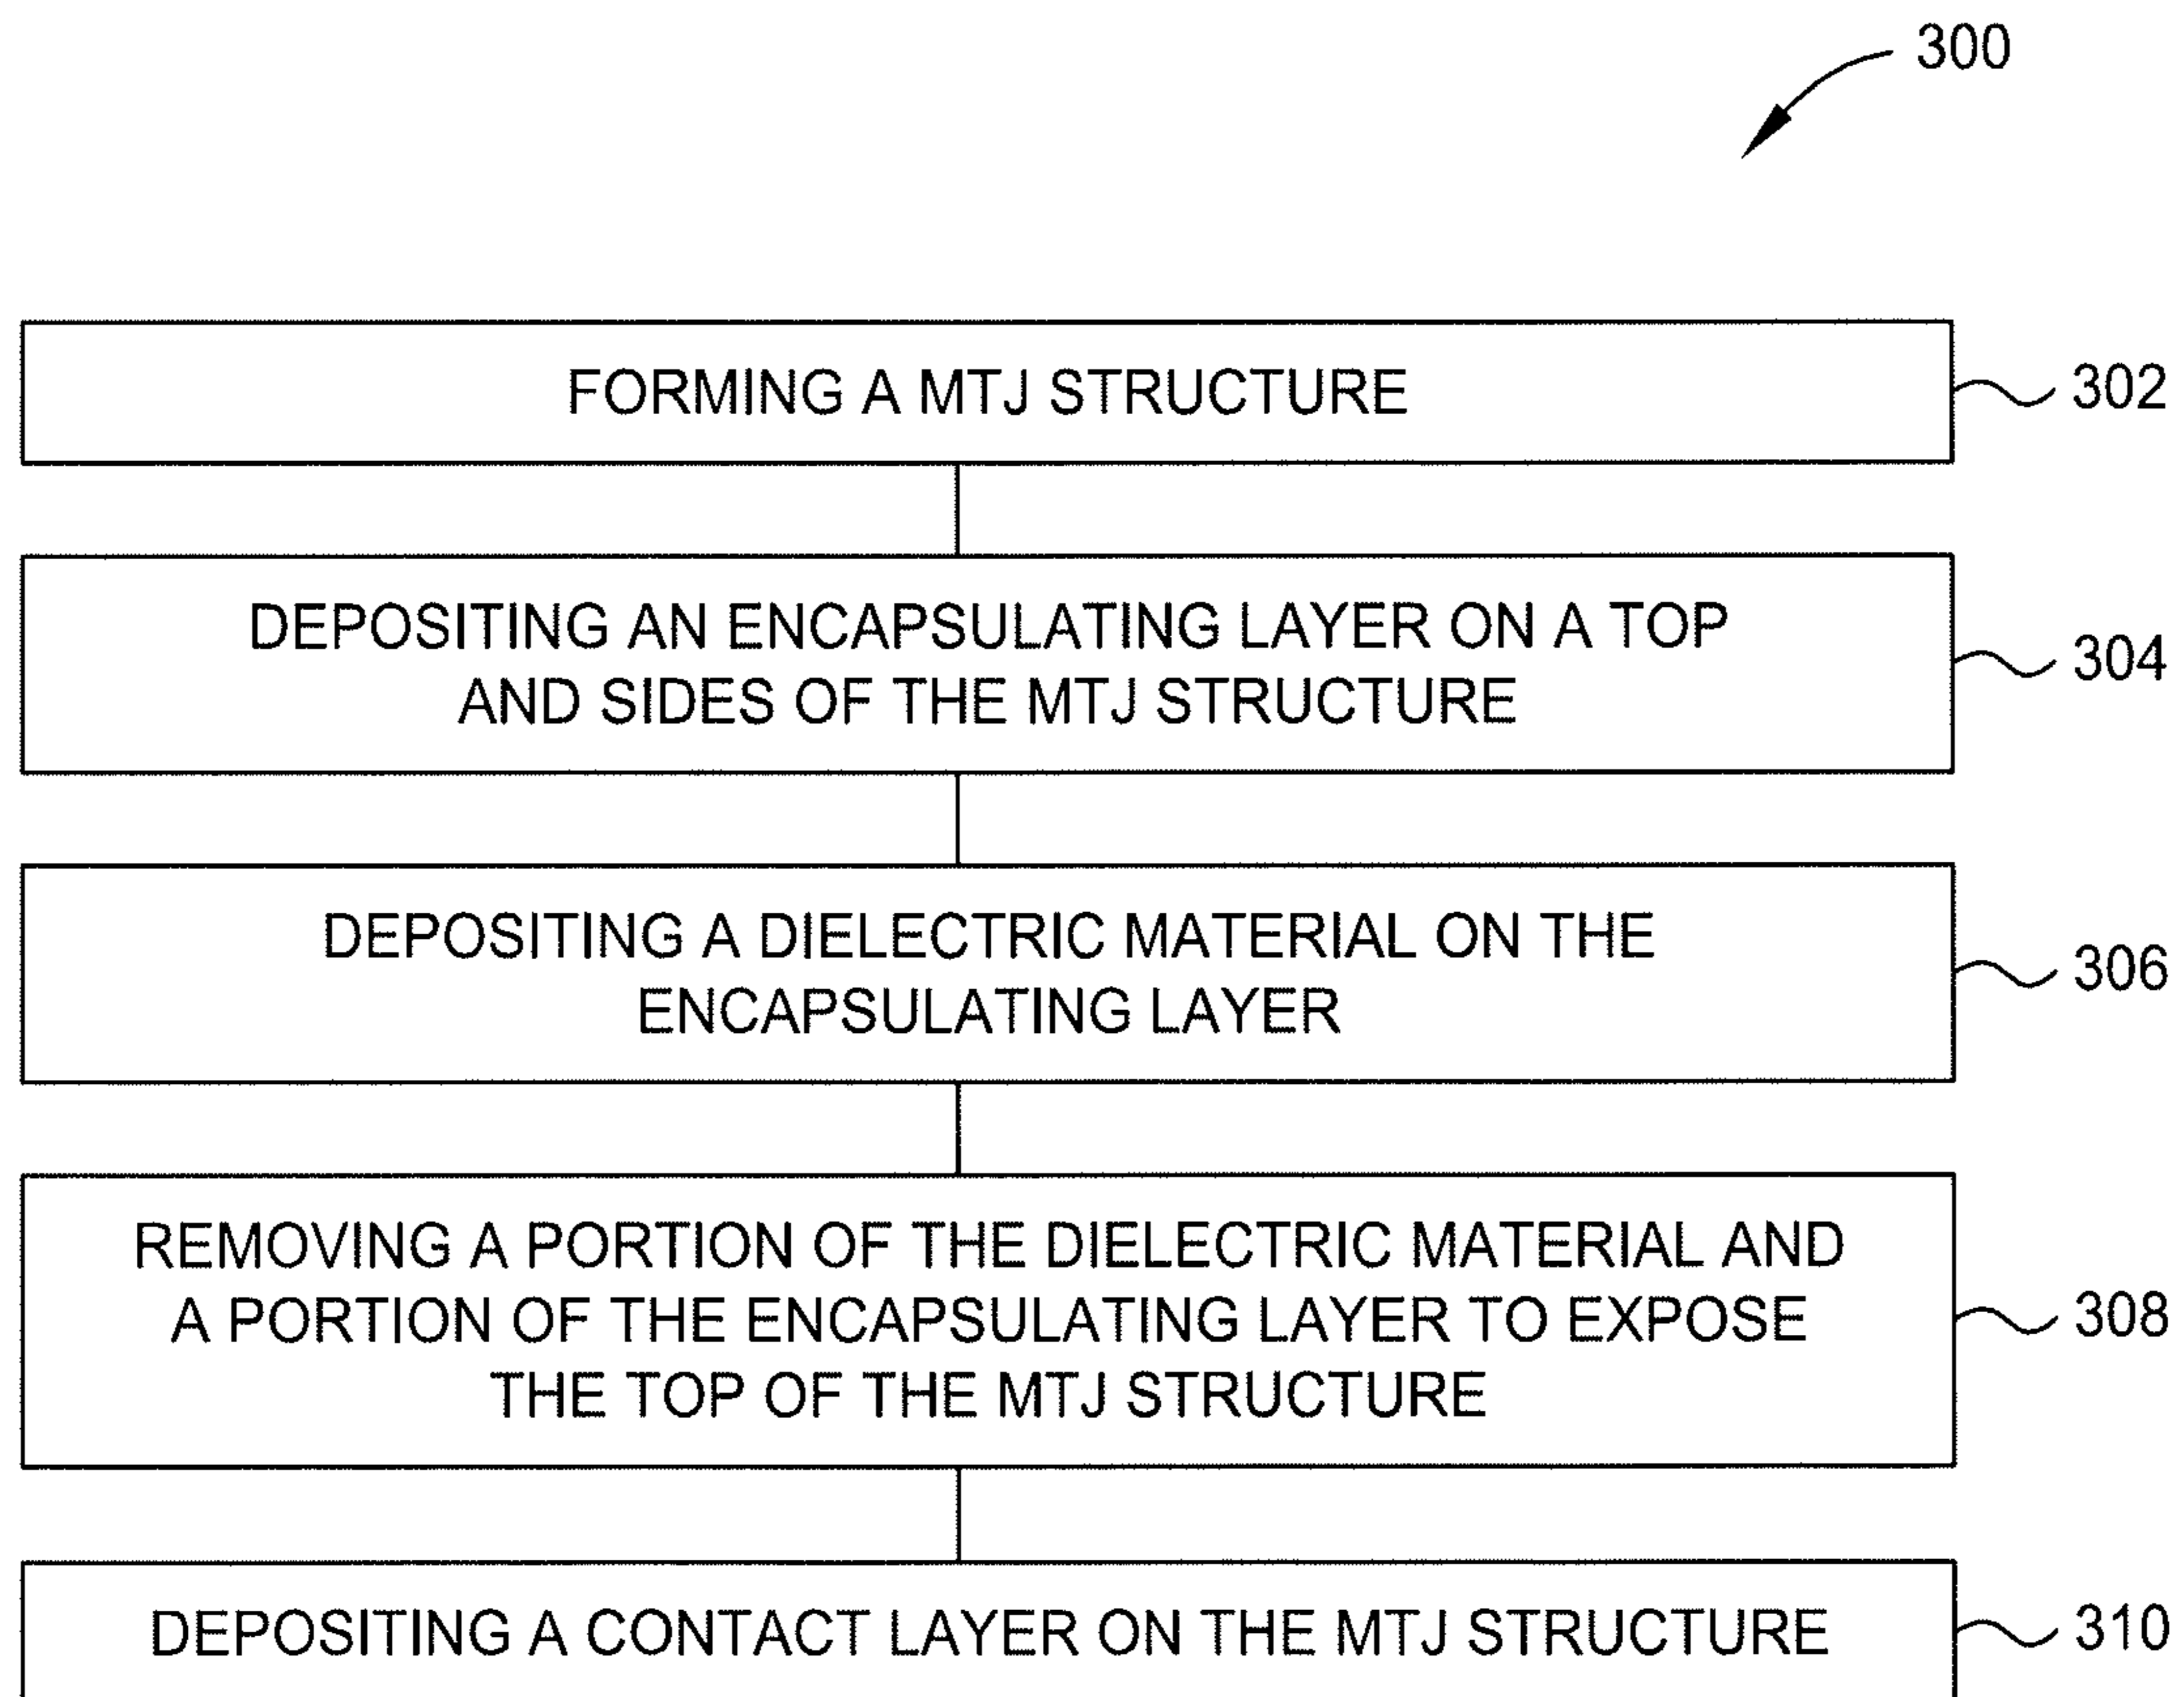 300
FORMING A MTJ STRUCTURE
302
DEPOSITING AN ENCAPSULATING LAYER ON A TOP
AND SIDES OF THE MTJ STRUCTURE
304
DEPOSITING A DIELECTRIC MATERIAL ON THE
ENCAPSULATING LAYER
306
REMOVING A PORTION OF THE DIELECTRIC MATERIAL AND
A PORTION OF THE ENCAPSULATING LAYER TO EXPOSE
THE TOP OF THE MTJ STRUCTURE
308
DEPOSITING A CONTACT LAYER ON THE MTJ STRUCTURE
310